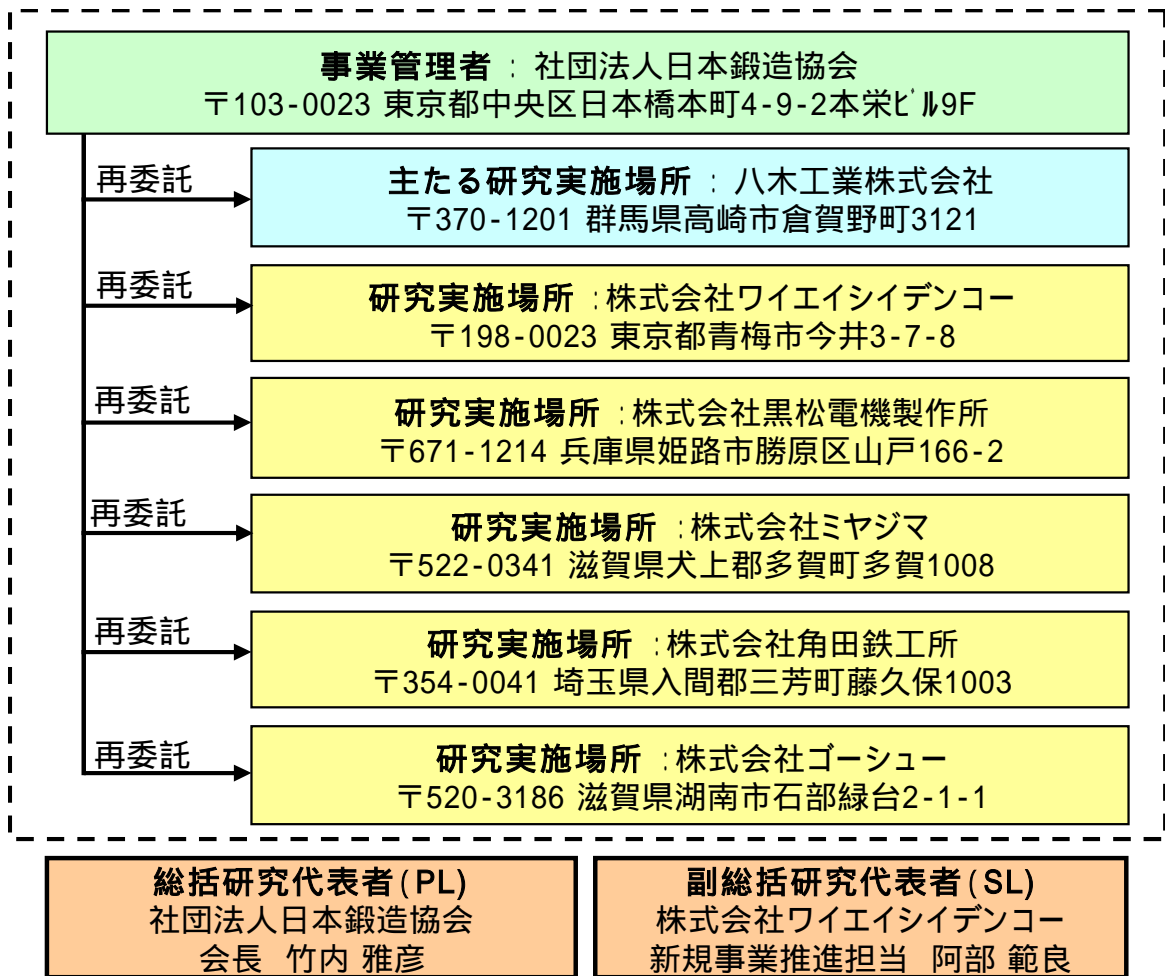 事業管理者 : 社団法人日本鍛造協会
〒103-0023 東京都中央区日本橋本町4-9-2本栄ビル9F
再委託
主たる研究実施場所 : 八木工業株式会社
〒370-1201 群馬県高崎市倉賀野町3121
再委託
研究実施場所 :株式会社ワイエイシイデンコー
〒198-0023 東京都青梅市今井3-7-8
再委託
研究実施場所 :株式会社黒松電機製作所
〒671-1214 兵庫県姫路市勝原区山戸166-2
再委託
研究実施場所 :株式会社ミヤジマ
〒522-0341 滋賀県犬上郡多賀町多賀1008
再委託
研究実施場所 :株式会社角田鉄工所
〒354-0041 埼玉県入間郡三芳町藤久保1003
再委託
研究実施場所 :株式会社ゴーシュー
〒520-3186 滋賀県湖南市石部緑台2-1-1
総括研究代表者(PL)
社団法人日本鍛造協会
会長 竹内 雅彦
副総括研究代表者(SL)
株式会社ワイエイシイデンコー
新規事業推進担当 阿部 範良